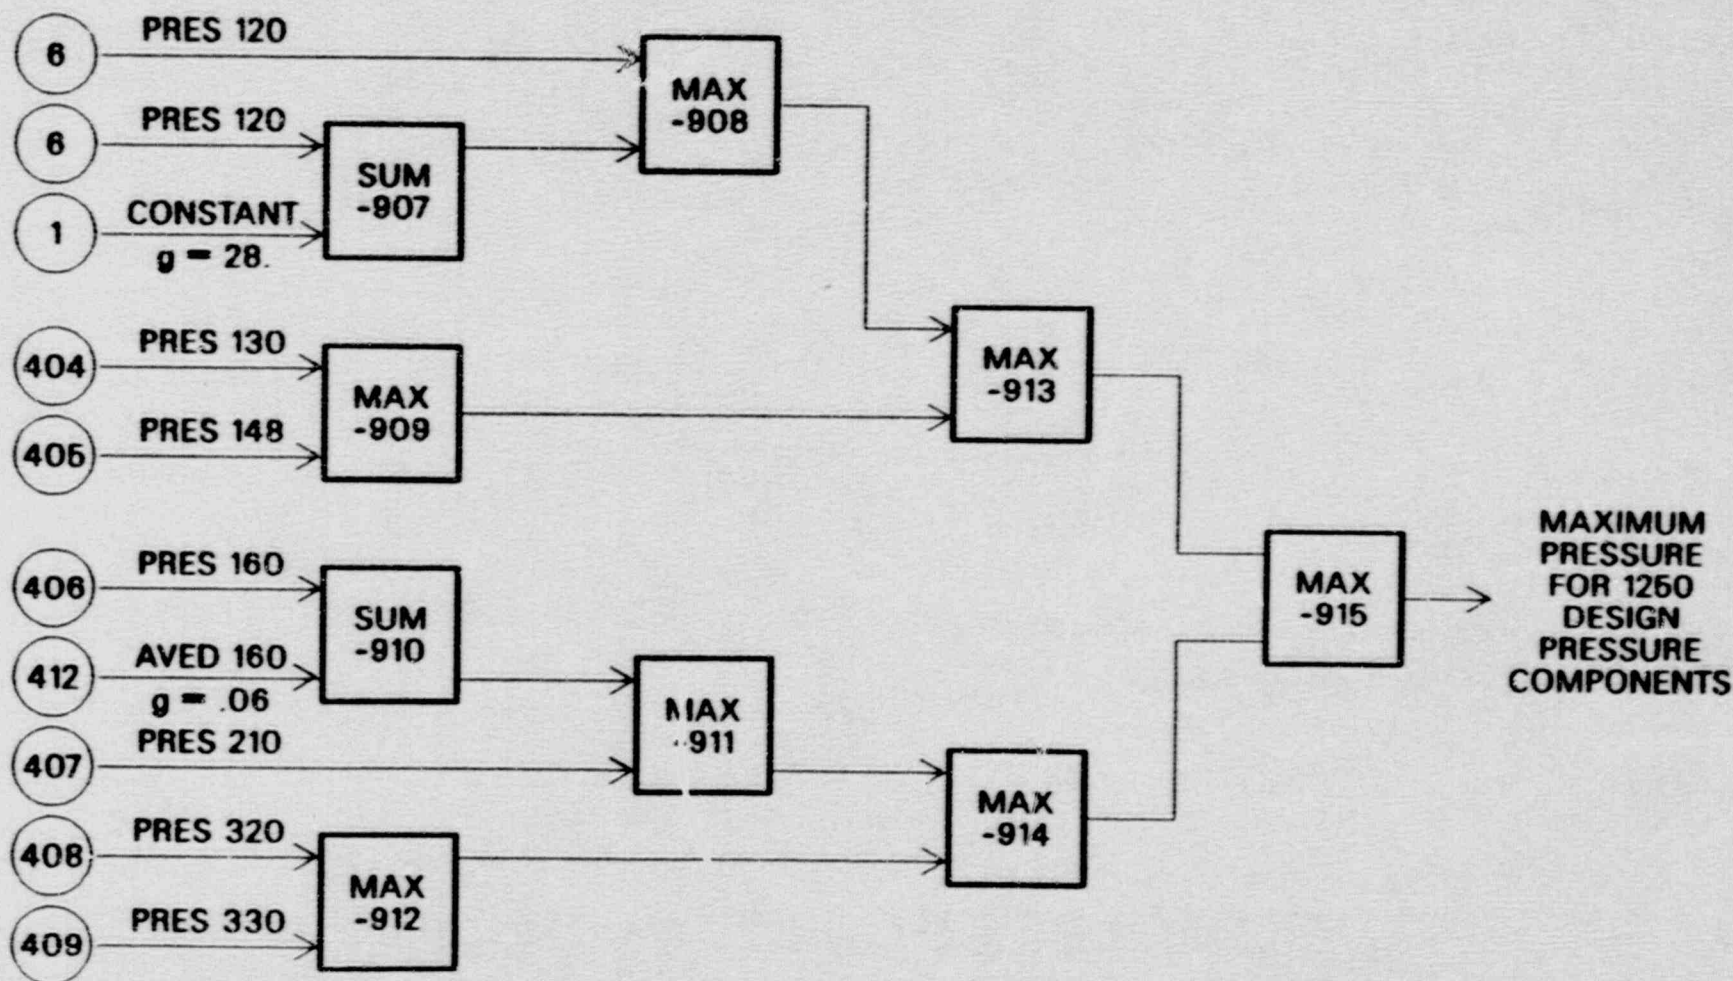 6
PRES 120
MAX
-908
6
PRES 120
SUM
-907
1
CONSTANT
g = 28.
404
PRES 130
MAX
-909
405
PRES 148
MAX
-913
406
PRES 160
SUM
-910
412
AVED 160
g = .06
MAX
-911
407
PRES 210
408
PRES 320
MAX
-912
409
PRES 330
MAX
-914
MAX
-915
MAXIMUM
PRESSURE
FOR 1250
DESIGN
PRESSURE
COMPONENTS